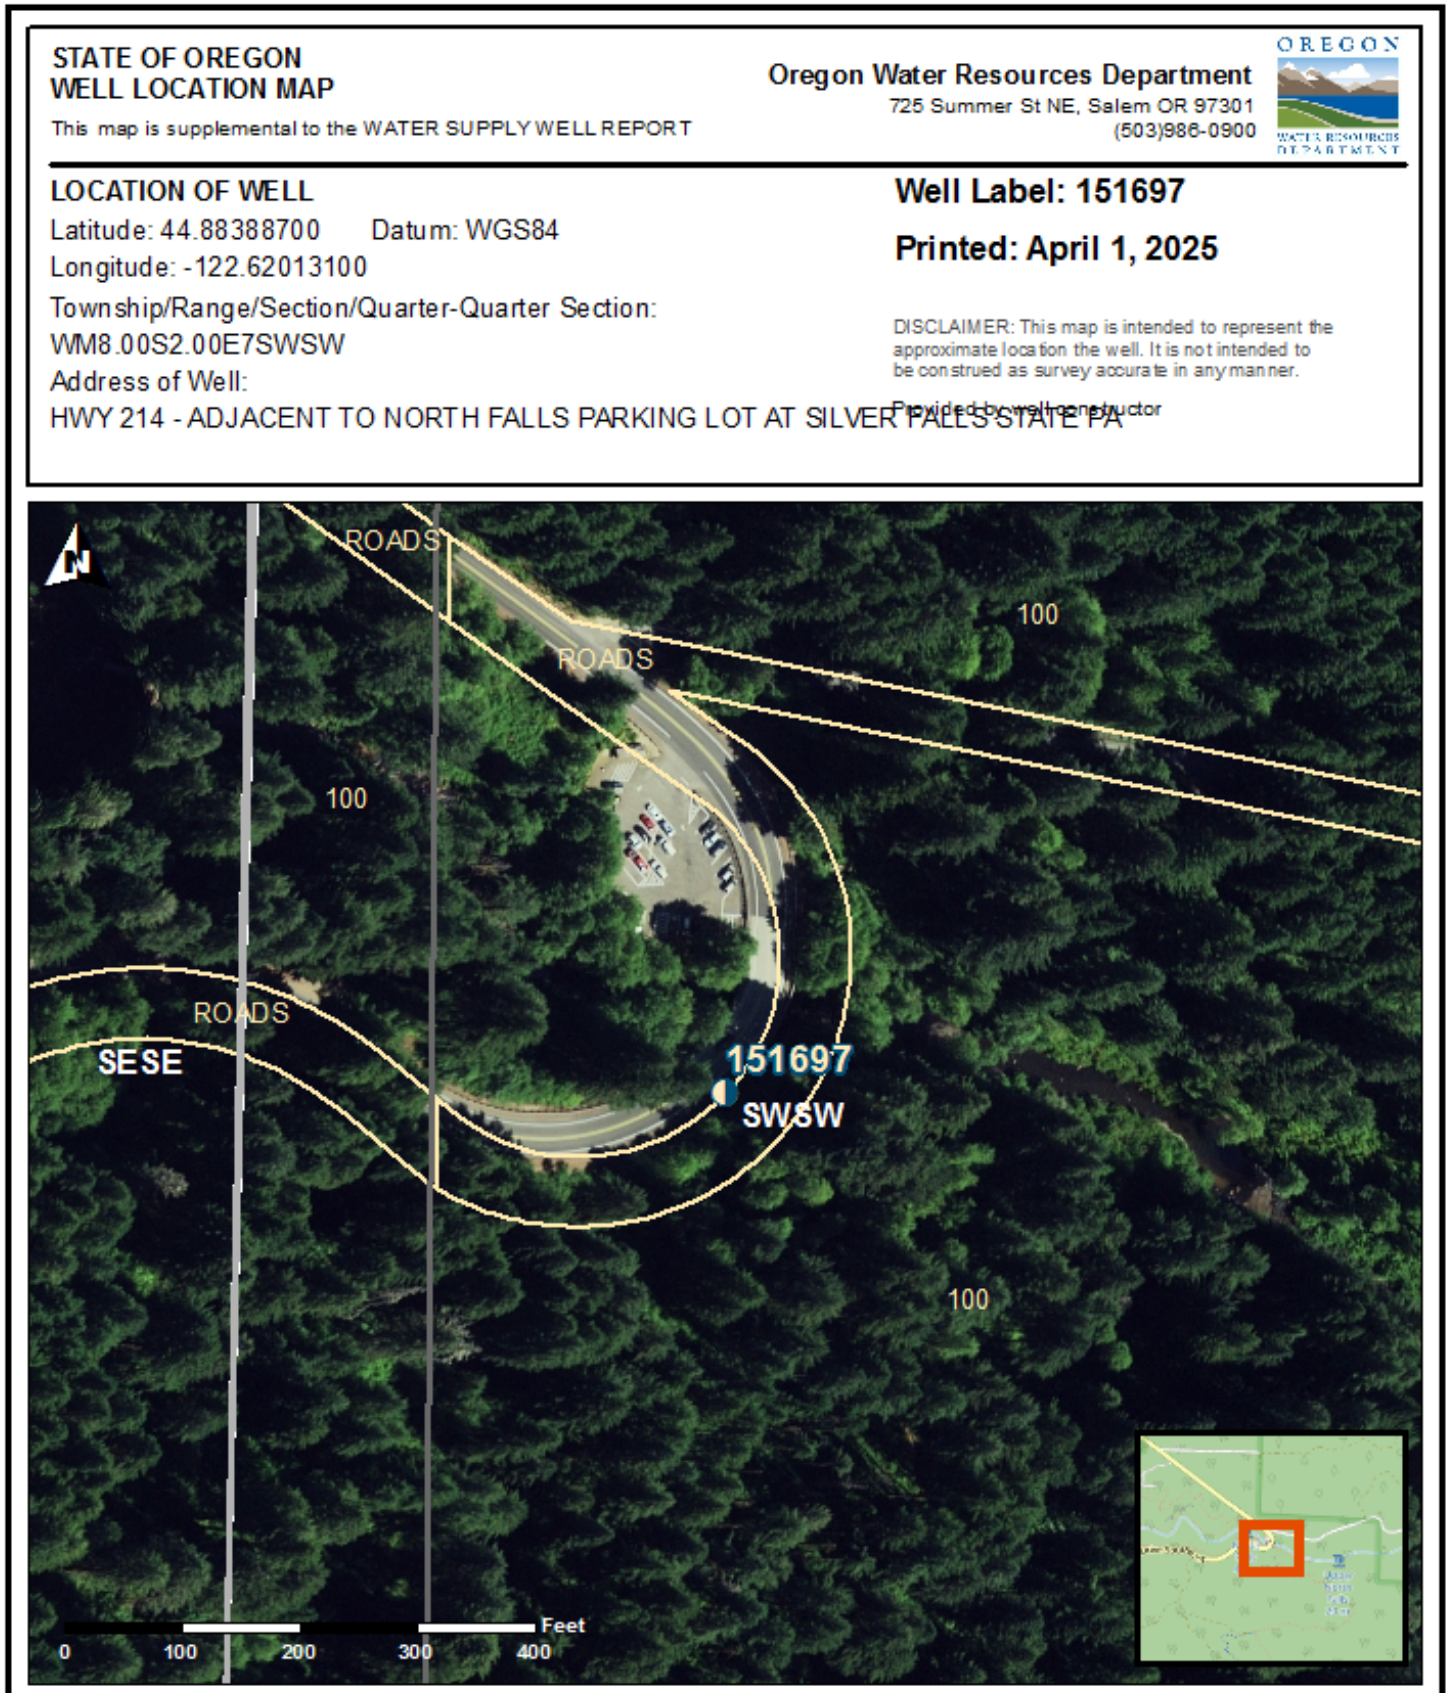 STATE OF OREGON
WELL LOCATION MAP
This map is supplemental to the WATER SUPPLY WELL REPORT
Oregon Water Resources Department
725 Summer St NE, Salem OR 97301
(503)986-0900
OREGON
WATER RESOURCES
DEPARTMENT
LOCATION OF WELL
Latitude: 44.88388700 Datum: WGS84
Longitude: -122.62013100
Township/Range/Section/Quarter-Quarter Section:
WM8.00S2.00E7SWSW
Address of Well:
HWY 214 - ADJACENT TO NORTH FALLS PARKING LOT AT SILVER FALLS STATE PA
Well Label: 151697
Printed: April 1, 2025
DISCLAIMER: This map is intended to represent the
approximate location the well. It is not intended to
be construed as survey accurate in any manner.
Provided by well constructor
N
ROADS
100
ROADS
100
ROADS
SESE
151697
SWSW
100
Feet
0 100 200 300 400